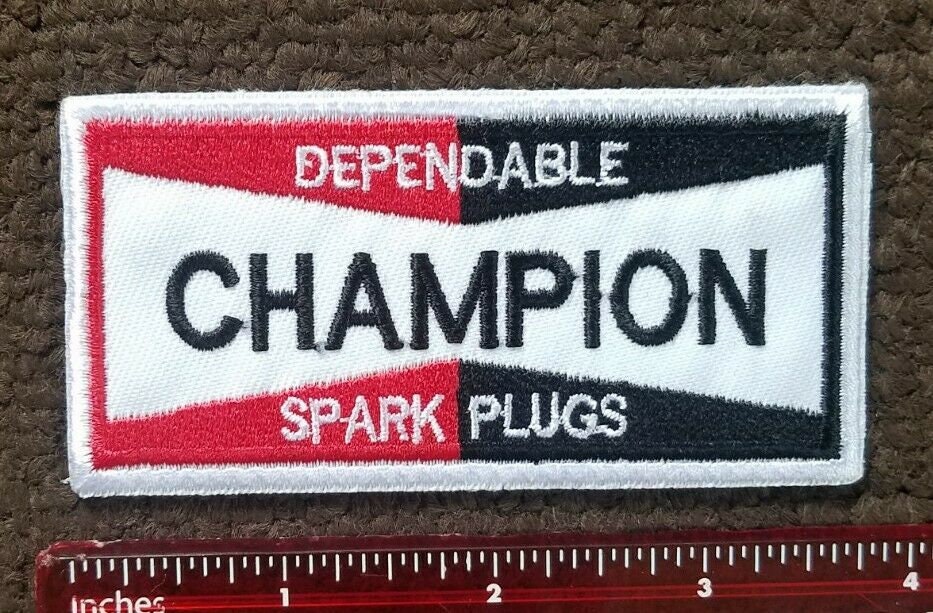 DEPENDABLE
CHAMPION
SPARK PLUGS
Inches 1 2 3 4